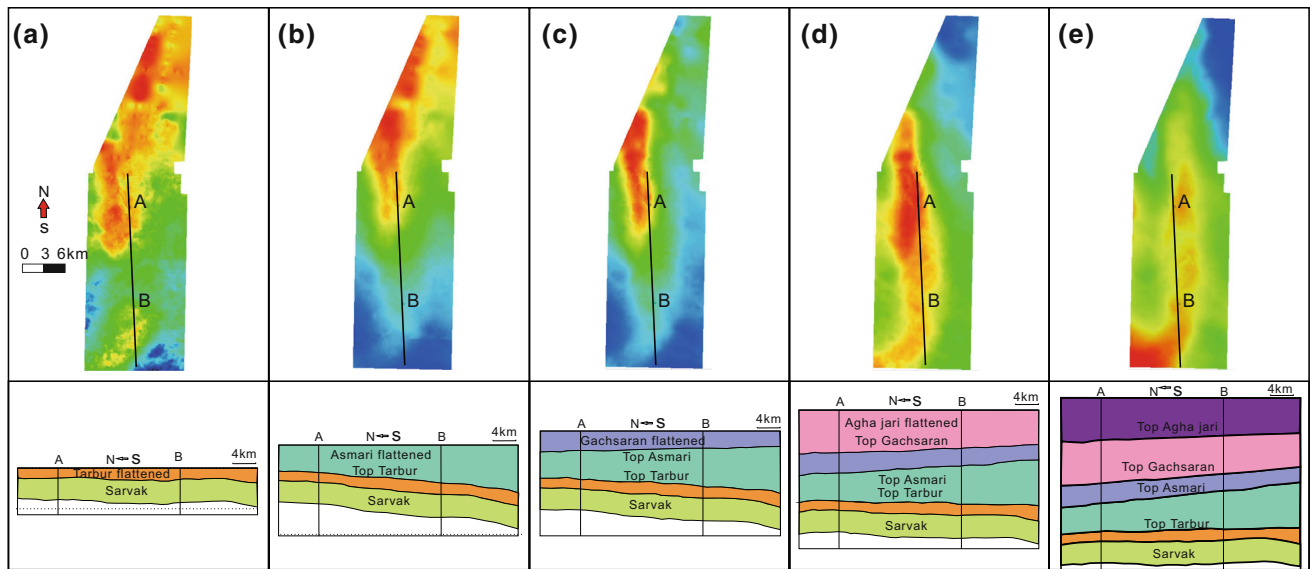 (a)
(b)
(c)
(d)
(e)
N
S
0 3 6km
A
B
A
B
A
B
A
B
A
B
A N S B 4km
Tarbur flattened
Sarvak
A N S B 4km
Asmari flattened
Top Tarbur
Sarvak
A N S B 4km
Gachsaran flattened
Top Asmari
Top Tarbur
Sarvak
A N S B 4km
Agha jari flattened
Top Gachsaran
Top Asmari
Top Tarbur
Sarvak
A N S B 4km
Top Agha jari
Top Gachsaran
Top Asmari
Top Tarbur
Sarvak